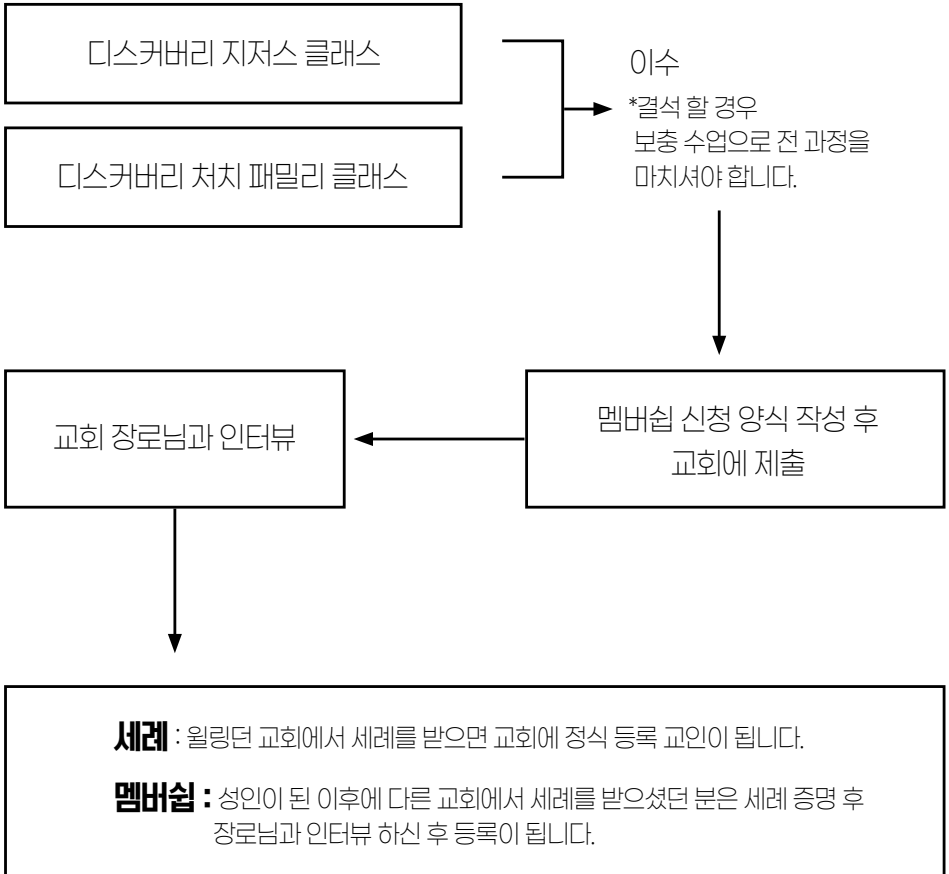 디스커버리 지저스 클래스
디스커버리 처치 패밀리 클래스
이수
*결석 할 경우
보충 수업으로 전 과정을
마치셔야 합니다.
멤버쉽 신청 양식 작성 후
교회에 제출
교회 장로님과 인터뷰
세례 : 윌링던 교회에서 세례를 받으면 교회에 정식 등록 교인이 됩니다.
멤버쉽 : 성인이 된 이후에 다른 교회에서 세례를 받으셨던 분은 세례 증명 후
장로님과 인터뷰 하신 후 등록이 됩니다.